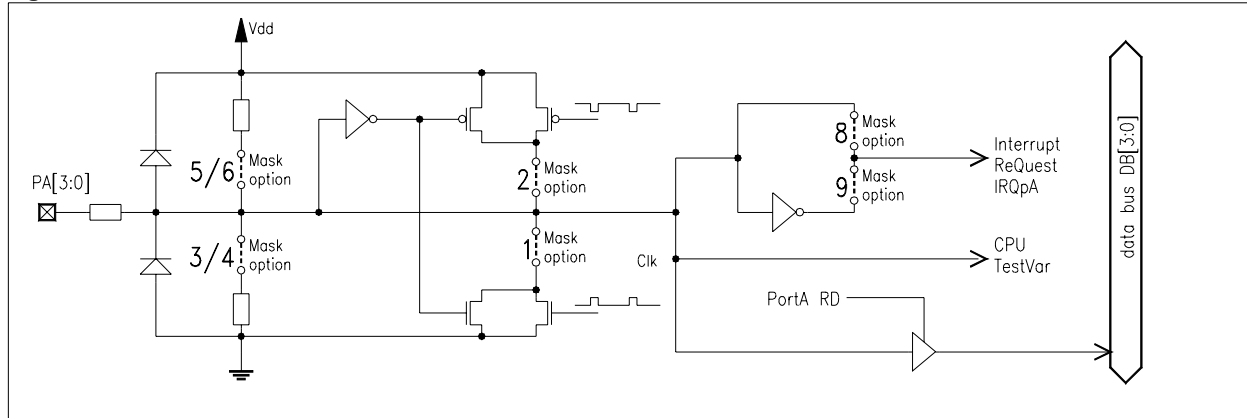 Vdd
PA[3:0]
5/6
Mask
option
3/4
Mask
option
2
Mask
option
1
Mask
option
Clk
8
Mask
option
9
Mask
option
Interrupt
ReQuest
IRQpA
CPU
TestVar
PortA RD
data bus DB[3:0]